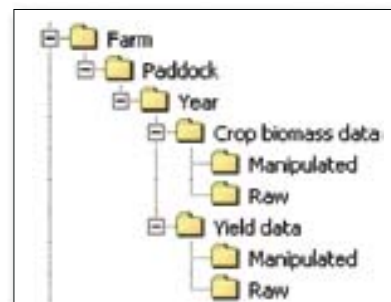 Farm
Paddock
Year
Crop biomass data
Manipulated
Raw
Yield data
Manipulated
Raw